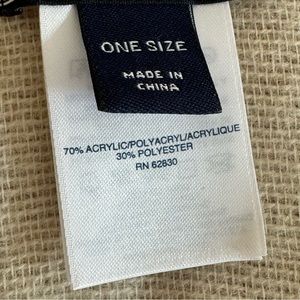 ONE SIZE
MADE IN
CHINA
70% ACRYLIC/POLYACRYL/ACRYLIQUE
30% POLYESTER
RN 62830